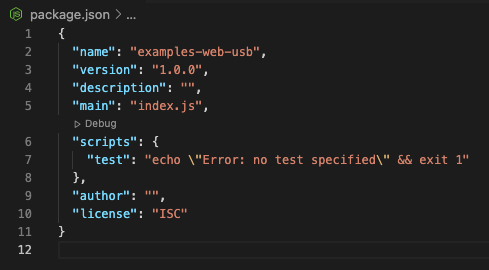 package.json > ...
1 {
2 "name": "examples-web-usb",
3 "version": "1.0.0",
4 "description": "",
5 "main": "index.js",
Debug
6 "scripts": {
7 "test": "echo \"Error: no test specified\" && exit 1"
8 },
9 "author": "",
10 "license": "ISC"
11 }
12